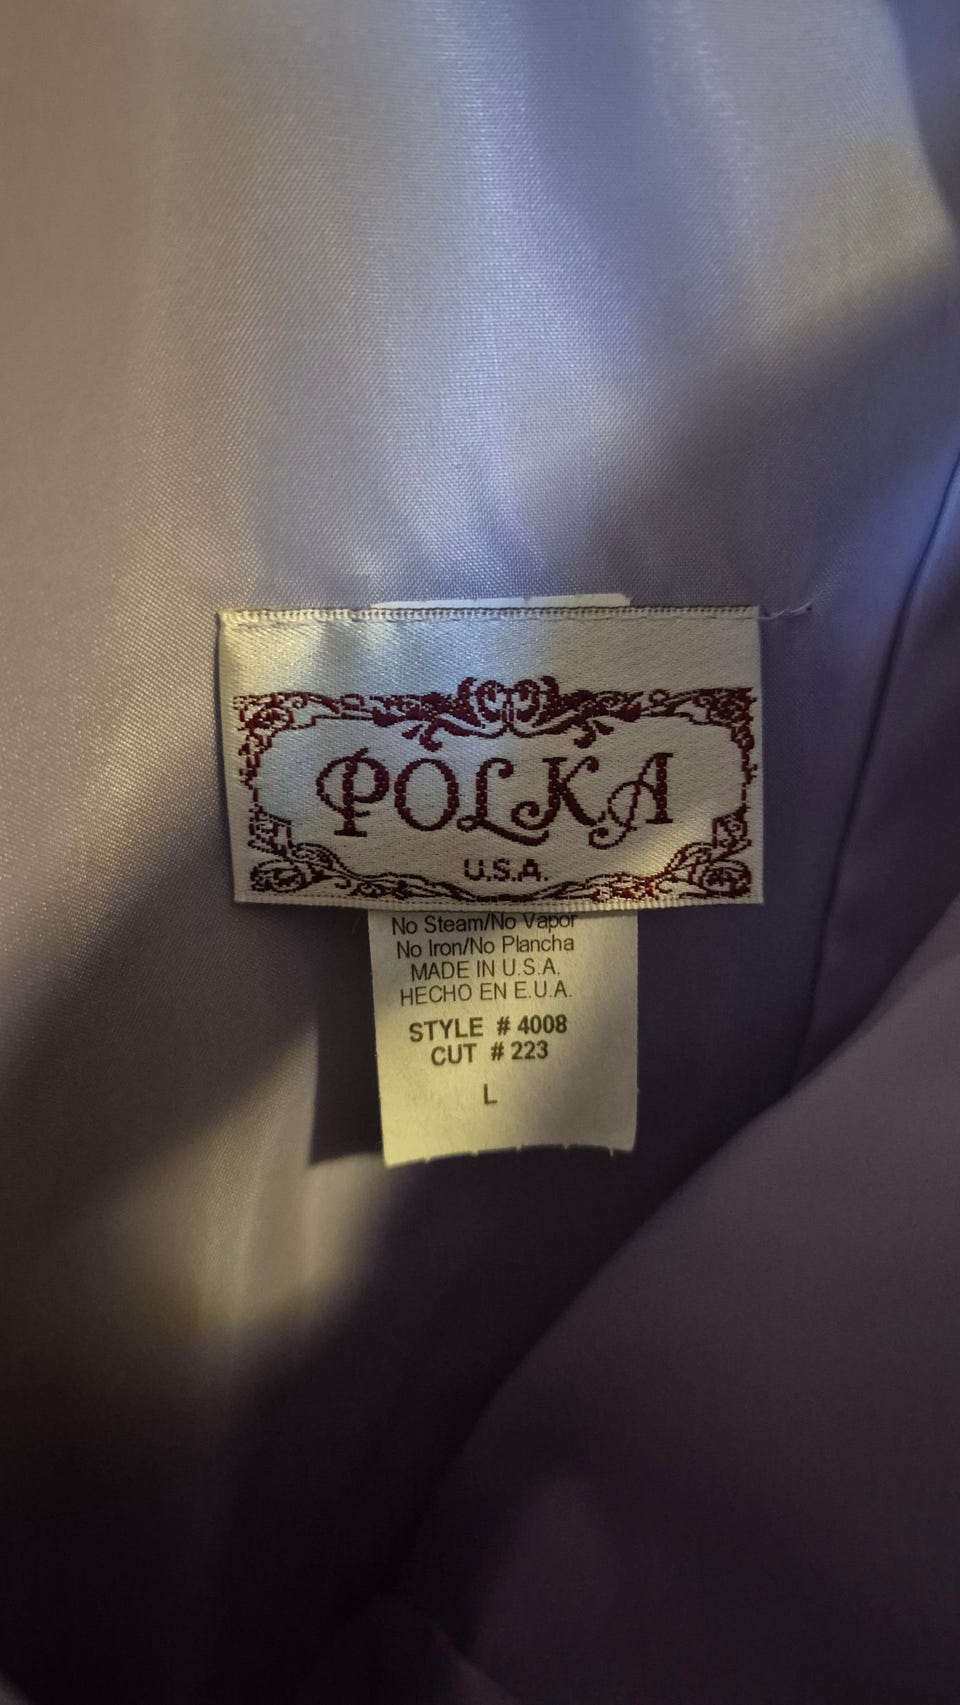 POLKA
U.S.A.
No Steam/No Vapor
No Iron/No Plancha
MADE IN U.S.A.
HECHO EN E.U.A.
STYLE # 4008
CUT # 223
L